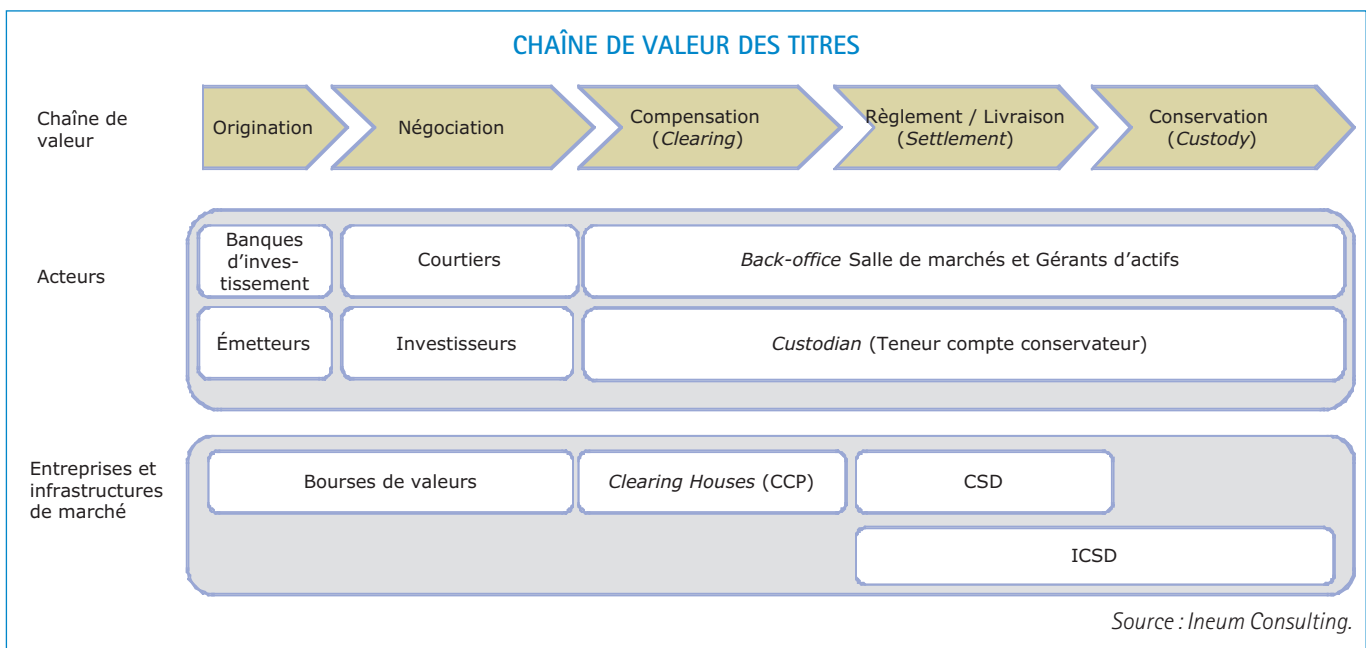 CHAÎNE DE VALEUR DES TITRES
Chaîne de
valeur
Origination
Négociation
Compensation
(Clearing)
Règlement / Livraison
(Settlement)
Conservation
(Custody)
Acteurs
Banques
d’inves-
tissement
Courtiers
Back-office Salle de marchés et Gérants d’actifs
Émetteurs
Investisseurs
Custodian (Teneur compte conservateur)
Entreprises et
infrastructures
de marché
Bourses de valeurs
Clearing Houses (CCP)
CSD
ICSD
Source : Ineum Consulting.